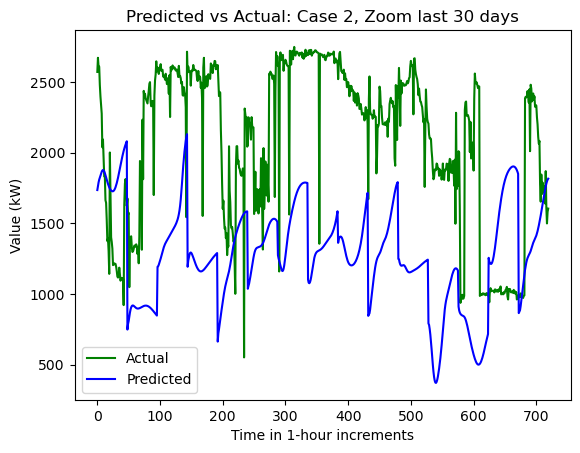 Predicted vs Actual: Case 2, Zoom last 30 days
Value (kW)
2500
2000
1500
1000
500
Actual
Predicted
0 100 200 300 400 500 600 700
Time in 1-hour increments